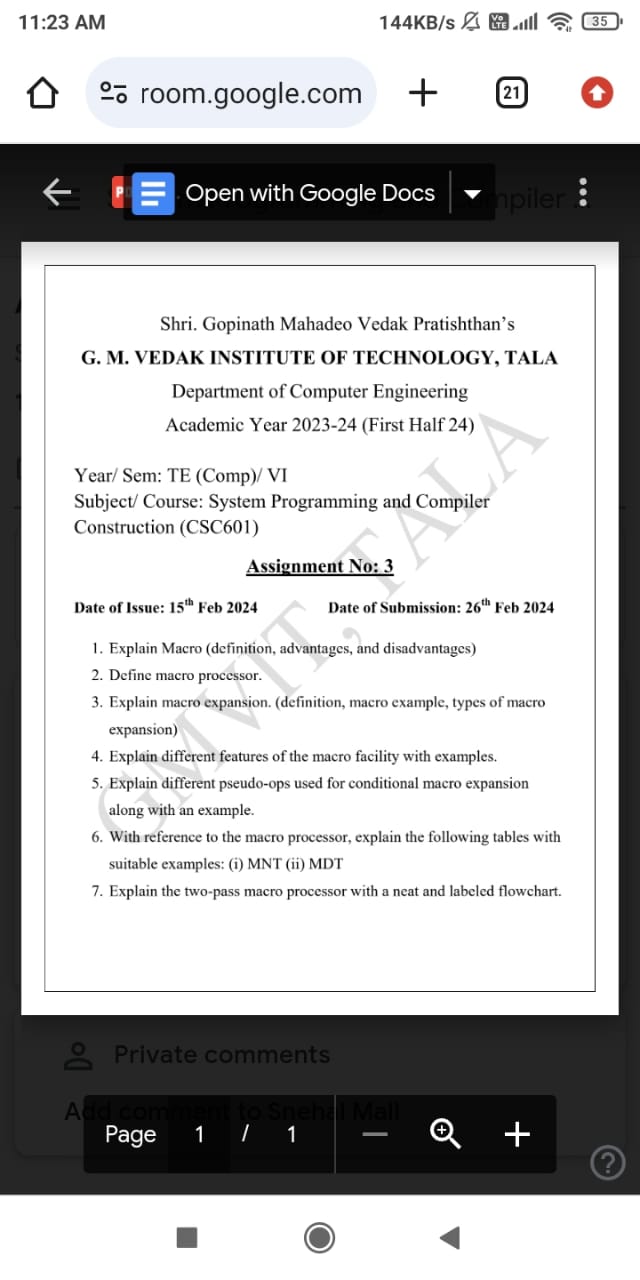 11:23 AM 144KB/s Vo LTE 35
room.google.com 21
Open with Google Docs
Shri. Gopinath Mahadeo Vedak Pratishthan's
G. M. VEDAK INSTITUTE OF TECHNOLOGY, TALA
Department of Computer Engineering
Academic Year 2023-24 (First Half 24)
Year/ Sem: TE (Comp)/ VI
Subject/ Course: System Programming and Compiler
Construction (CSC601)
Assignment No: 3
Date of Issue: 15th Feb 2024 Date of Submission: 26th Feb 2024
1. Explain Macro (definition, advantages, and disadvantages)
2. Define macro processor.
3. Explain macro expansion. (definition, macro example, types of macro
expansion)
4. Explain different features of the macro facility with examples.
5. Explain different pseudo-ops used for conditional macro expansion
along with an example.
6. With reference to the macro processor, explain the following tables with
suitable examples: (i) MNT (ii) MDT
7. Explain the two-pass macro processor with a neat and labeled flowchart.
GMVIT, TALA
Private comments
Add comment to Snehal Mali
Page 1 / 1